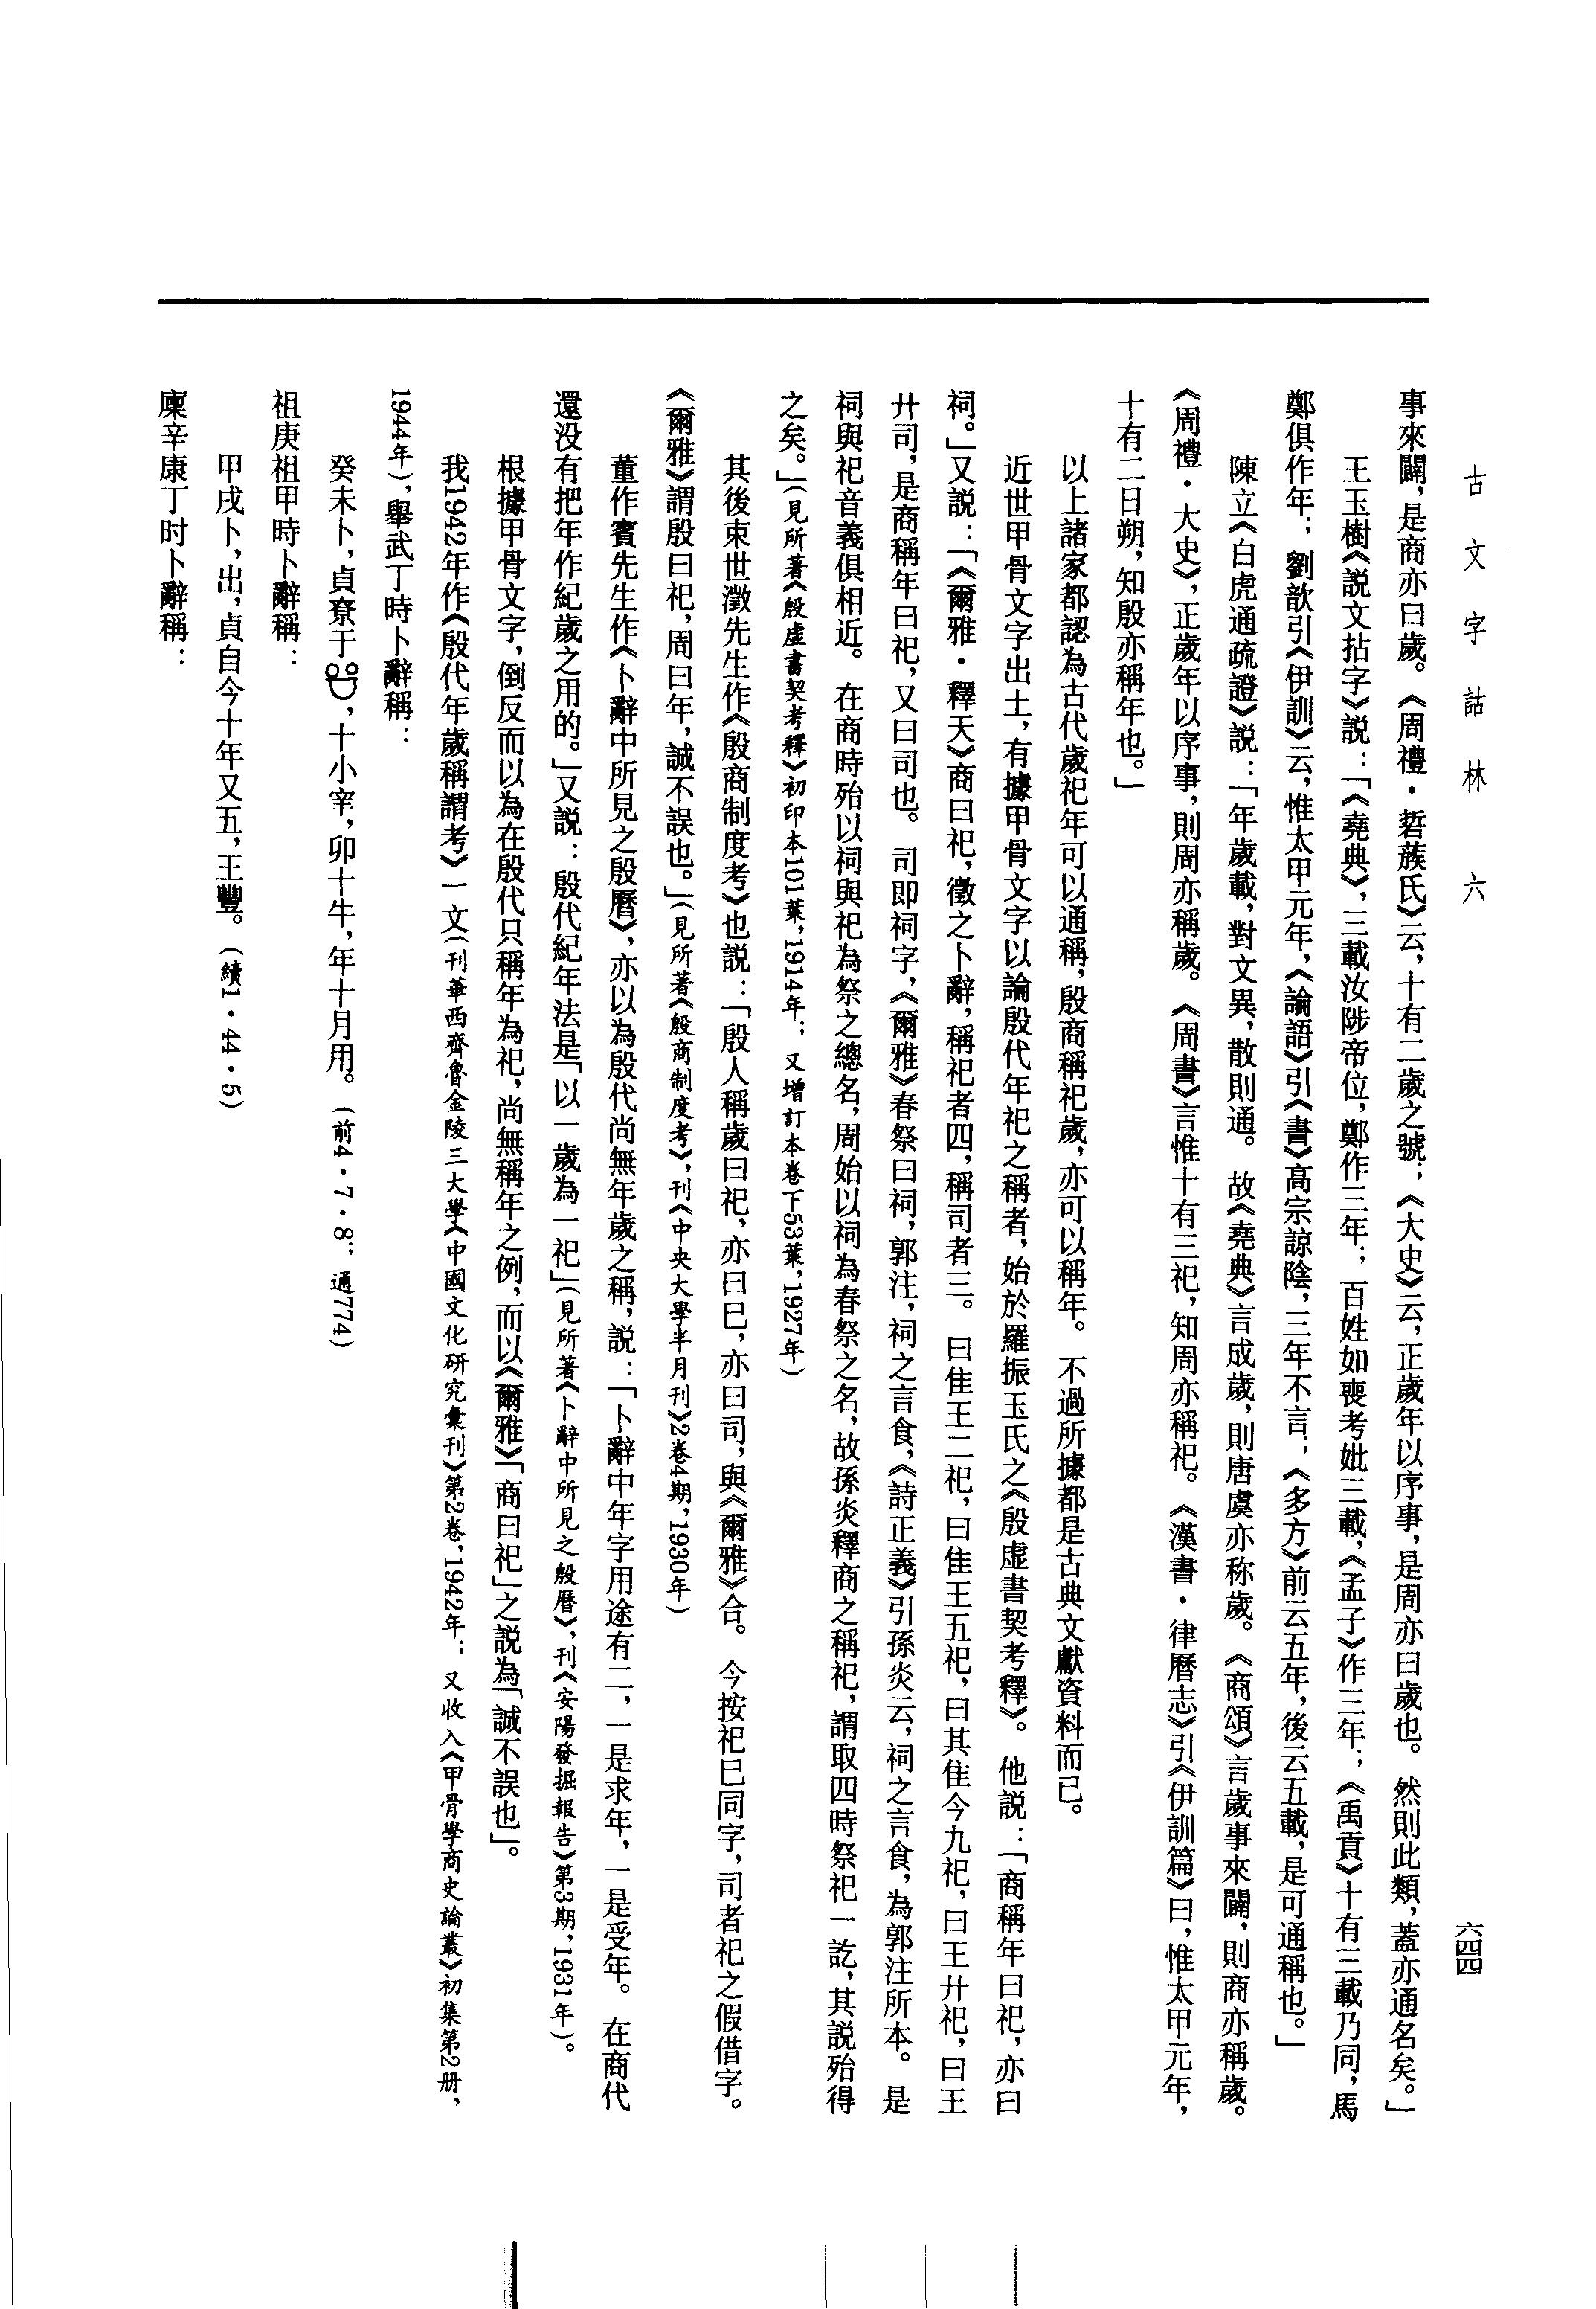 古文字詁林 六
六四四
事來闢，是商亦曰歲。《周禮·硩蔟氏》云，十有二歲之號；《大史》云，正歲年以序事，是周亦曰歲也。然則此類，蓋亦通名矣。」
王玉樹《説文拈字》説：「《堯典》，三載汝陟帝位，鄭作三年；百姓如喪考妣三載，《孟子》作三年；《禹貢》十有三載乃同，馬
鄭俱作年；劉歆引《伊訓》云，惟太甲元年，《論語》引《書》高宗諒陰，三年不言；《多方》前云五年，後云五載，是可通稱也。」
陳立《白虎通疏證》説：「年歲載，對文異，散則通。故《堯典》言成歲，則唐虞亦称歲。《商頌》言歲事來闢，則商亦稱歲。
《周禮·大史》，正歲年以序事，則周亦稱歲。《周書》言惟十有三祀，知周亦稱祀。《漢書·律曆志》引《伊訓篇》曰，惟太甲元年，
十有二日朔，知殷亦稱年也。」
以上諸家都認為古代歲祀年可以通稱，殷商稱祀歲，亦可以稱年。不過所據都是古典文獻資料而已。
近世甲骨文字出土，有據甲骨文字以論殷代年祀之稱者，始於羅振玉氏之《殷虛書契考釋》。他説：「商稱年曰祀，亦曰
祠。」又説：「《爾雅·釋天》商曰祀，徵之卜辭，稱祀者四，稱司者三。曰隹王二祀，曰隹王五祀，曰其隹今九祀，曰王廿祀，曰王
廿司，是商稱年曰祀，又曰司也。司即祠字，《爾雅》春祭曰祠，郭注，祠之言食，《詩正義》引孫炎云，祠之言食，為郭注所本。是
祠與祀音義俱相近。在商時殆以祠與祀為祭之總名，周始以祠為春祭之名，故孫炎釋商之稱祀，謂取四時祭祀一訖，其説殆得
之矣。」（見所著《殷虛書契考釋》初印本101葉，1914年；又增訂本卷下53葉，1927年）
其後束世澂先生作《殷商制度考》也説：「殷人稱歲曰祀，亦曰巳，亦曰司，與《爾雅》合。今按祀巳同字，司者祀之假借字。
《爾雅》謂殷曰祀，周曰年，誠不誤也。」（見所著《殷商制度考》，刊《中央大學半月刊》2卷4期，1930年）
董作賓先生作《卜辭中所見之殷曆》，亦以為殷代尚無年歲之稱，説：「卜辭中年字用途有二，一是求年，一是受年。在商代
還没有把年作紀歲之用的。」又説：殷代紀年法是「以一歲為一祀」（見所著《卜辭中所見之殷曆》，刊《安陽發掘報告》第3期，1931年）。
根據甲骨文字，倒反而以為在殷代只稱年為祀，尚無稱年之例，而以《爾雅》「商曰祀」之説為「誠不誤也」。
我1942年作《殷代年歲稱謂考》一文（刊華西齊魯金陵三大學《中國文化研究彙刊》第2卷，1942年；又收入《甲骨學商史論叢》初集第2册，
1944年），舉武丁時卜辭稱：
癸未卜，貞尞于，十小𡧊，卯十牛，年十月用。（前4·7·8；通774）
祖庚祖甲時卜辭稱：
甲戌卜，出，貞自今十年又五，王豐。（續1·44·5）
廩辛康丁时卜辭稱：